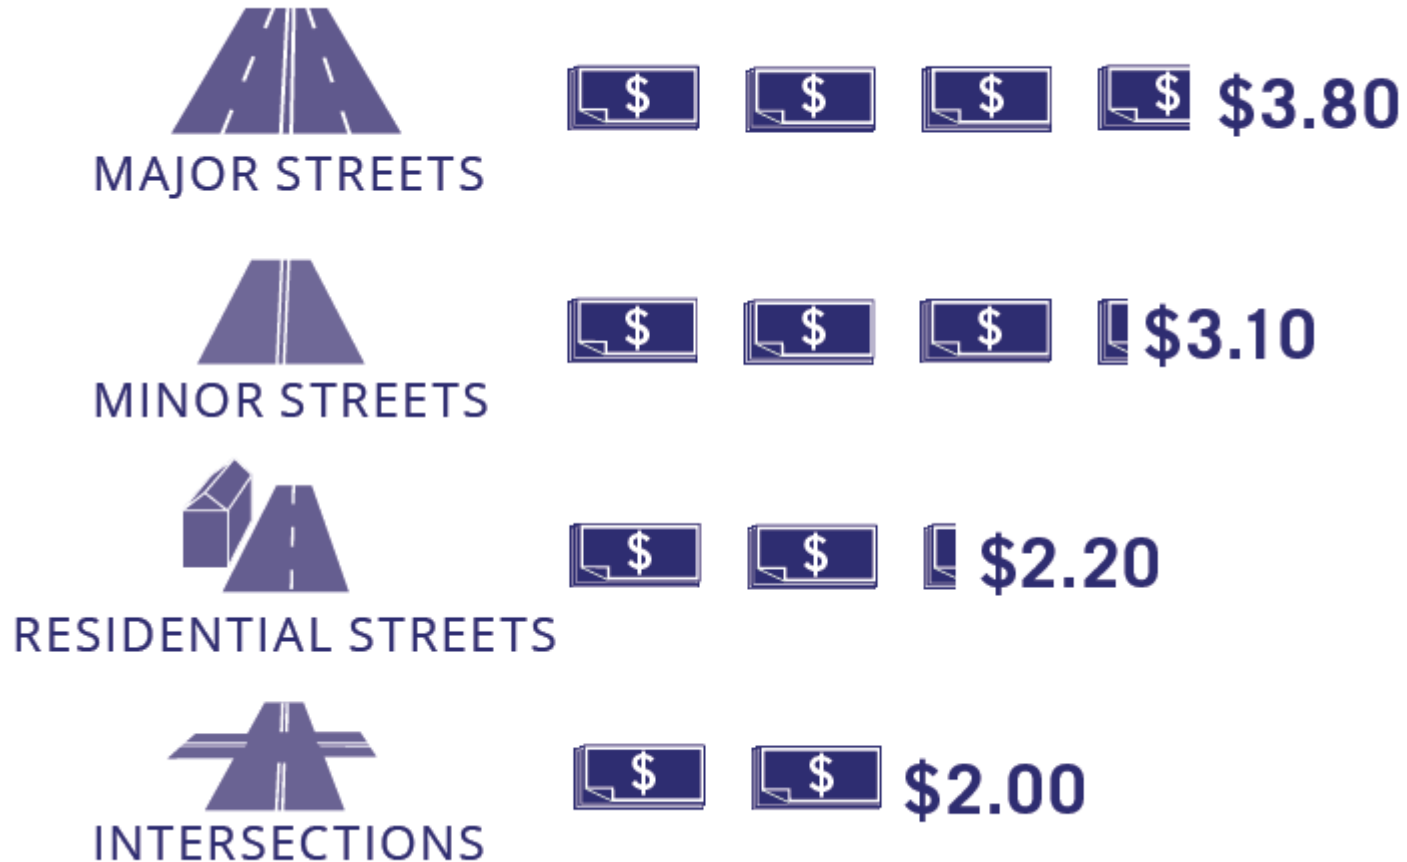 $3.80
MAJOR STREETS
$3.10
MINOR STREETS
$2.20
RESIDENTIAL STREETS
$2.00
INTERSECTIONS